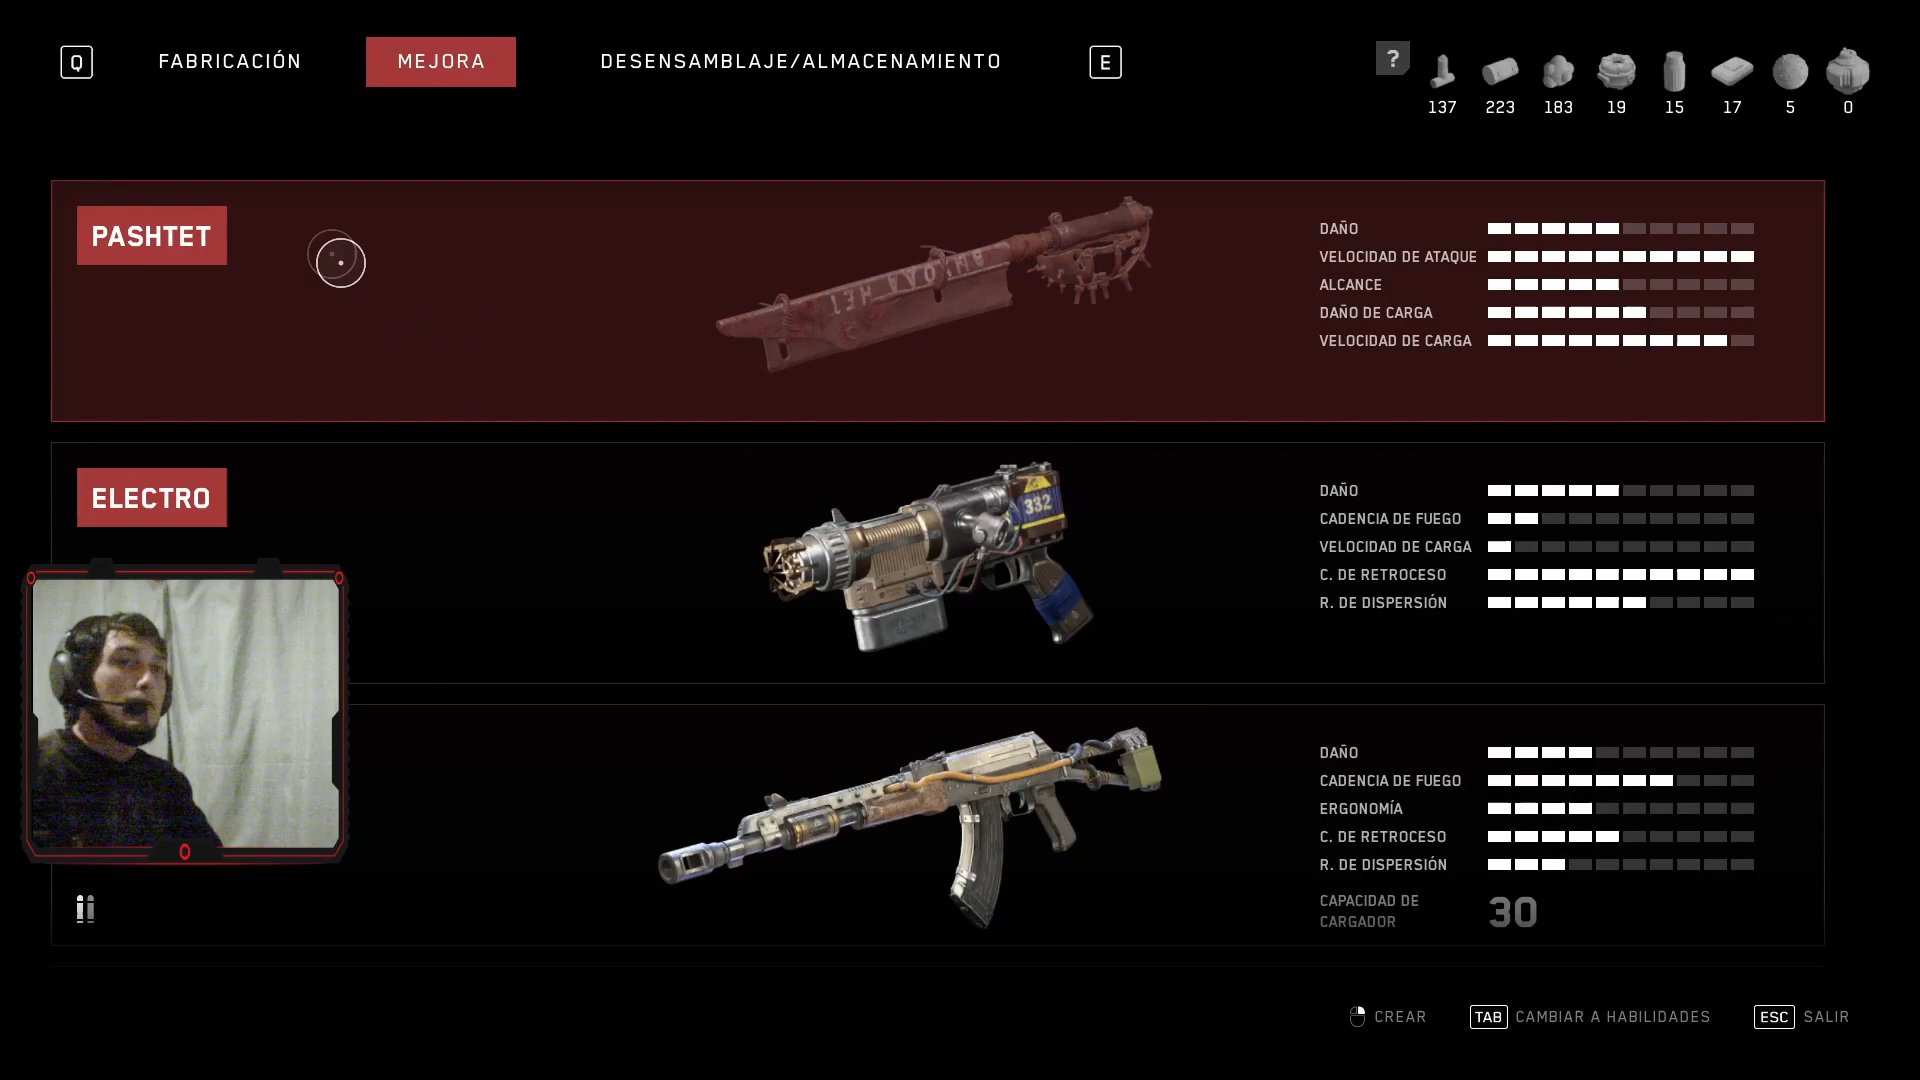 Q FABRICACIÓN MEJORA DESENSAMBLAJE/ALMACENAMIENTO E ?
137 223 183 19 15 17 5 0
PASHTET
DAÑO
VELOCIDAD DE ATAQUE
ALCANCE
DAÑO DE CARGA
VELOCIDAD DE CARGA
ELECTRO
332
DAÑO
CADENCIA DE FUEGO
VELOCIDAD DE CARGA
C. DE RETROCESO
R. DE DISPERSIÓN
DAÑO
CADENCIA DE FUEGO
ERGONOMÍA
C. DE RETROCESO
R. DE DISPERSIÓN
CAPACIDAD DE
CARGADOR
30
CREAR TAB CAMBIAR A HABILIDADES ESC SALIR